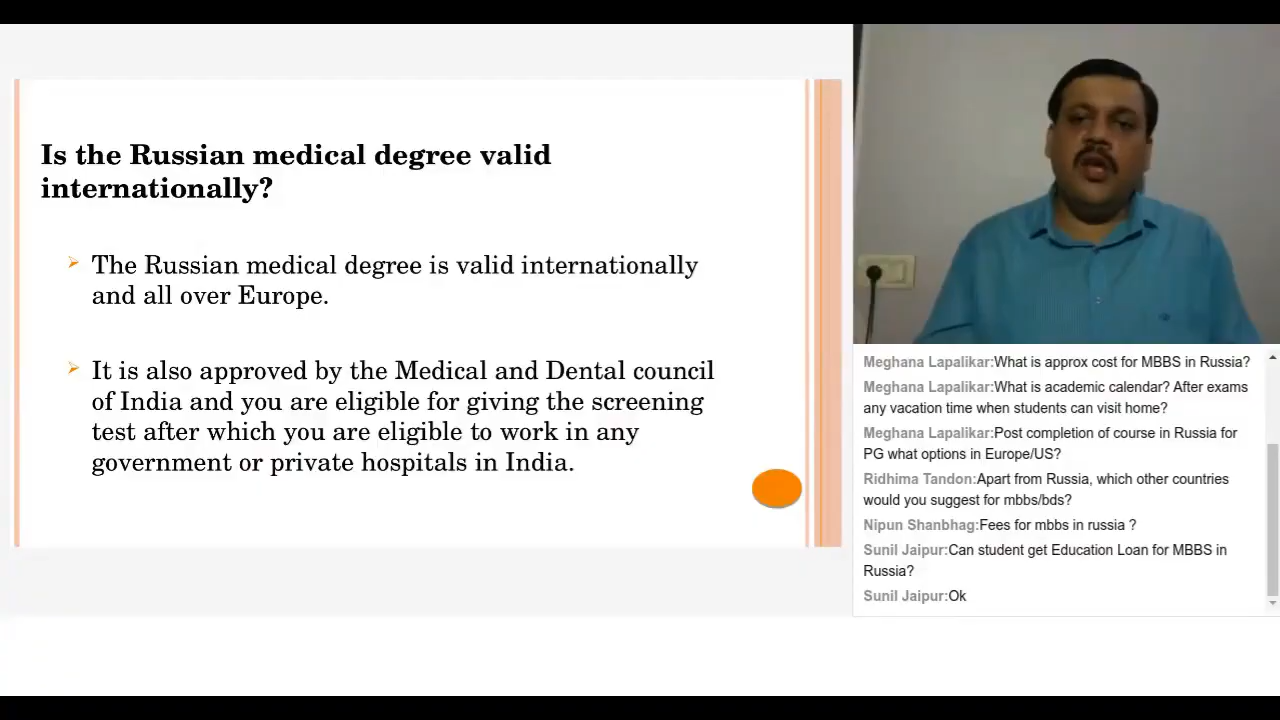 Is the Russian medical degree valid
internationally?
The Russian medical degree is valid internationally
and all over Europe.
It is also approved by the Medical and Dental council
of India and you are eligible for giving the screening
test after which you are eligible to work in any
government or private hospitals in India.
Meghana Lapalikar:What is approx cost for MBBS in Russia?
Meghana Lapalikar:What is academic calendar? After exams
any vacation time when students can visit home?
Meghana Lapalikar:Post completion of course in Russia for
PG what options in Europe/US?
Ridhima Tandon:Apart from Russia, which other countries
would you suggest for mbbs/bds?
Nipun Shanbhag:Fees for mbbs in russia ?
Sunil Jaipur:Can student get Education Loan for MBBS in
Russia?
Sunil Jaipur:Ok